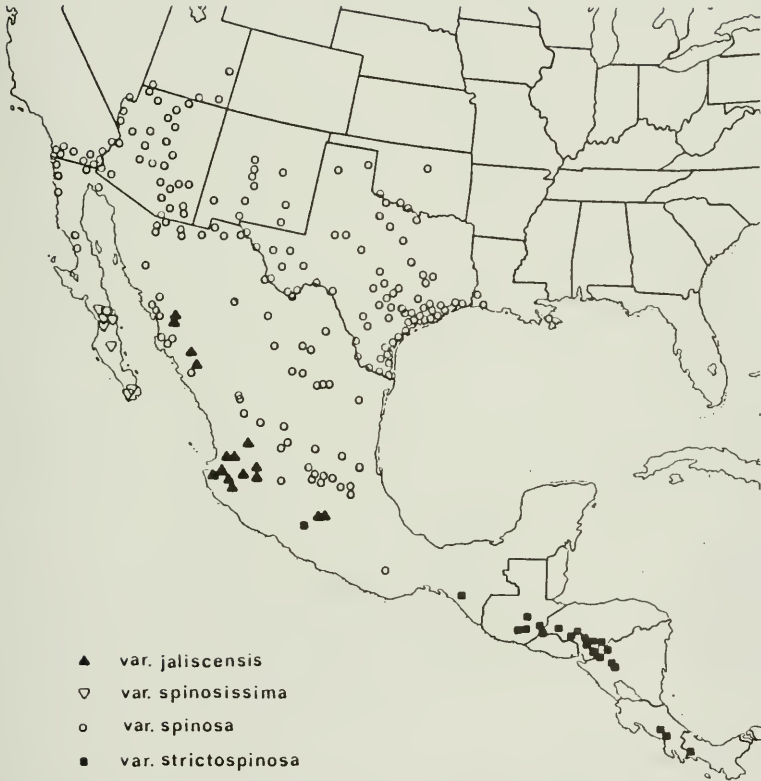 var. jaliscensis
var. spinosissima
var. spinosa
var. strictospinosa